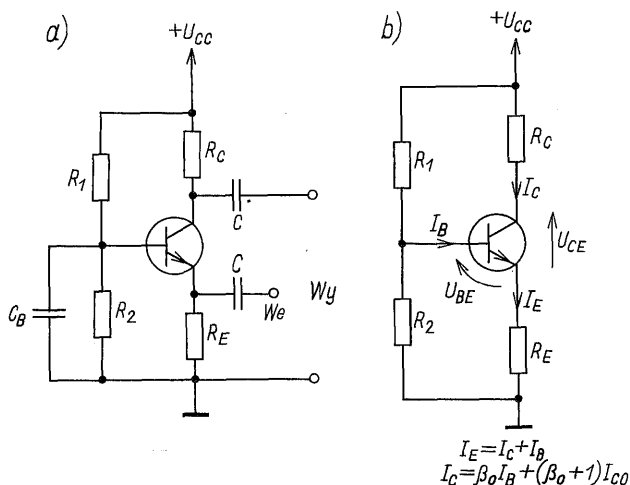 a)
+U_CC
R_1
R_C
C
C
C_B
R_2
We
Wy
R_E
b)
+U_CC
R_1
R_C
I_C
I_B
U_CE
U_BE
I_E
R_2
R_E
I_E=I_C+I_B
I_C=β_0I_B+(β_0+1)I_C0